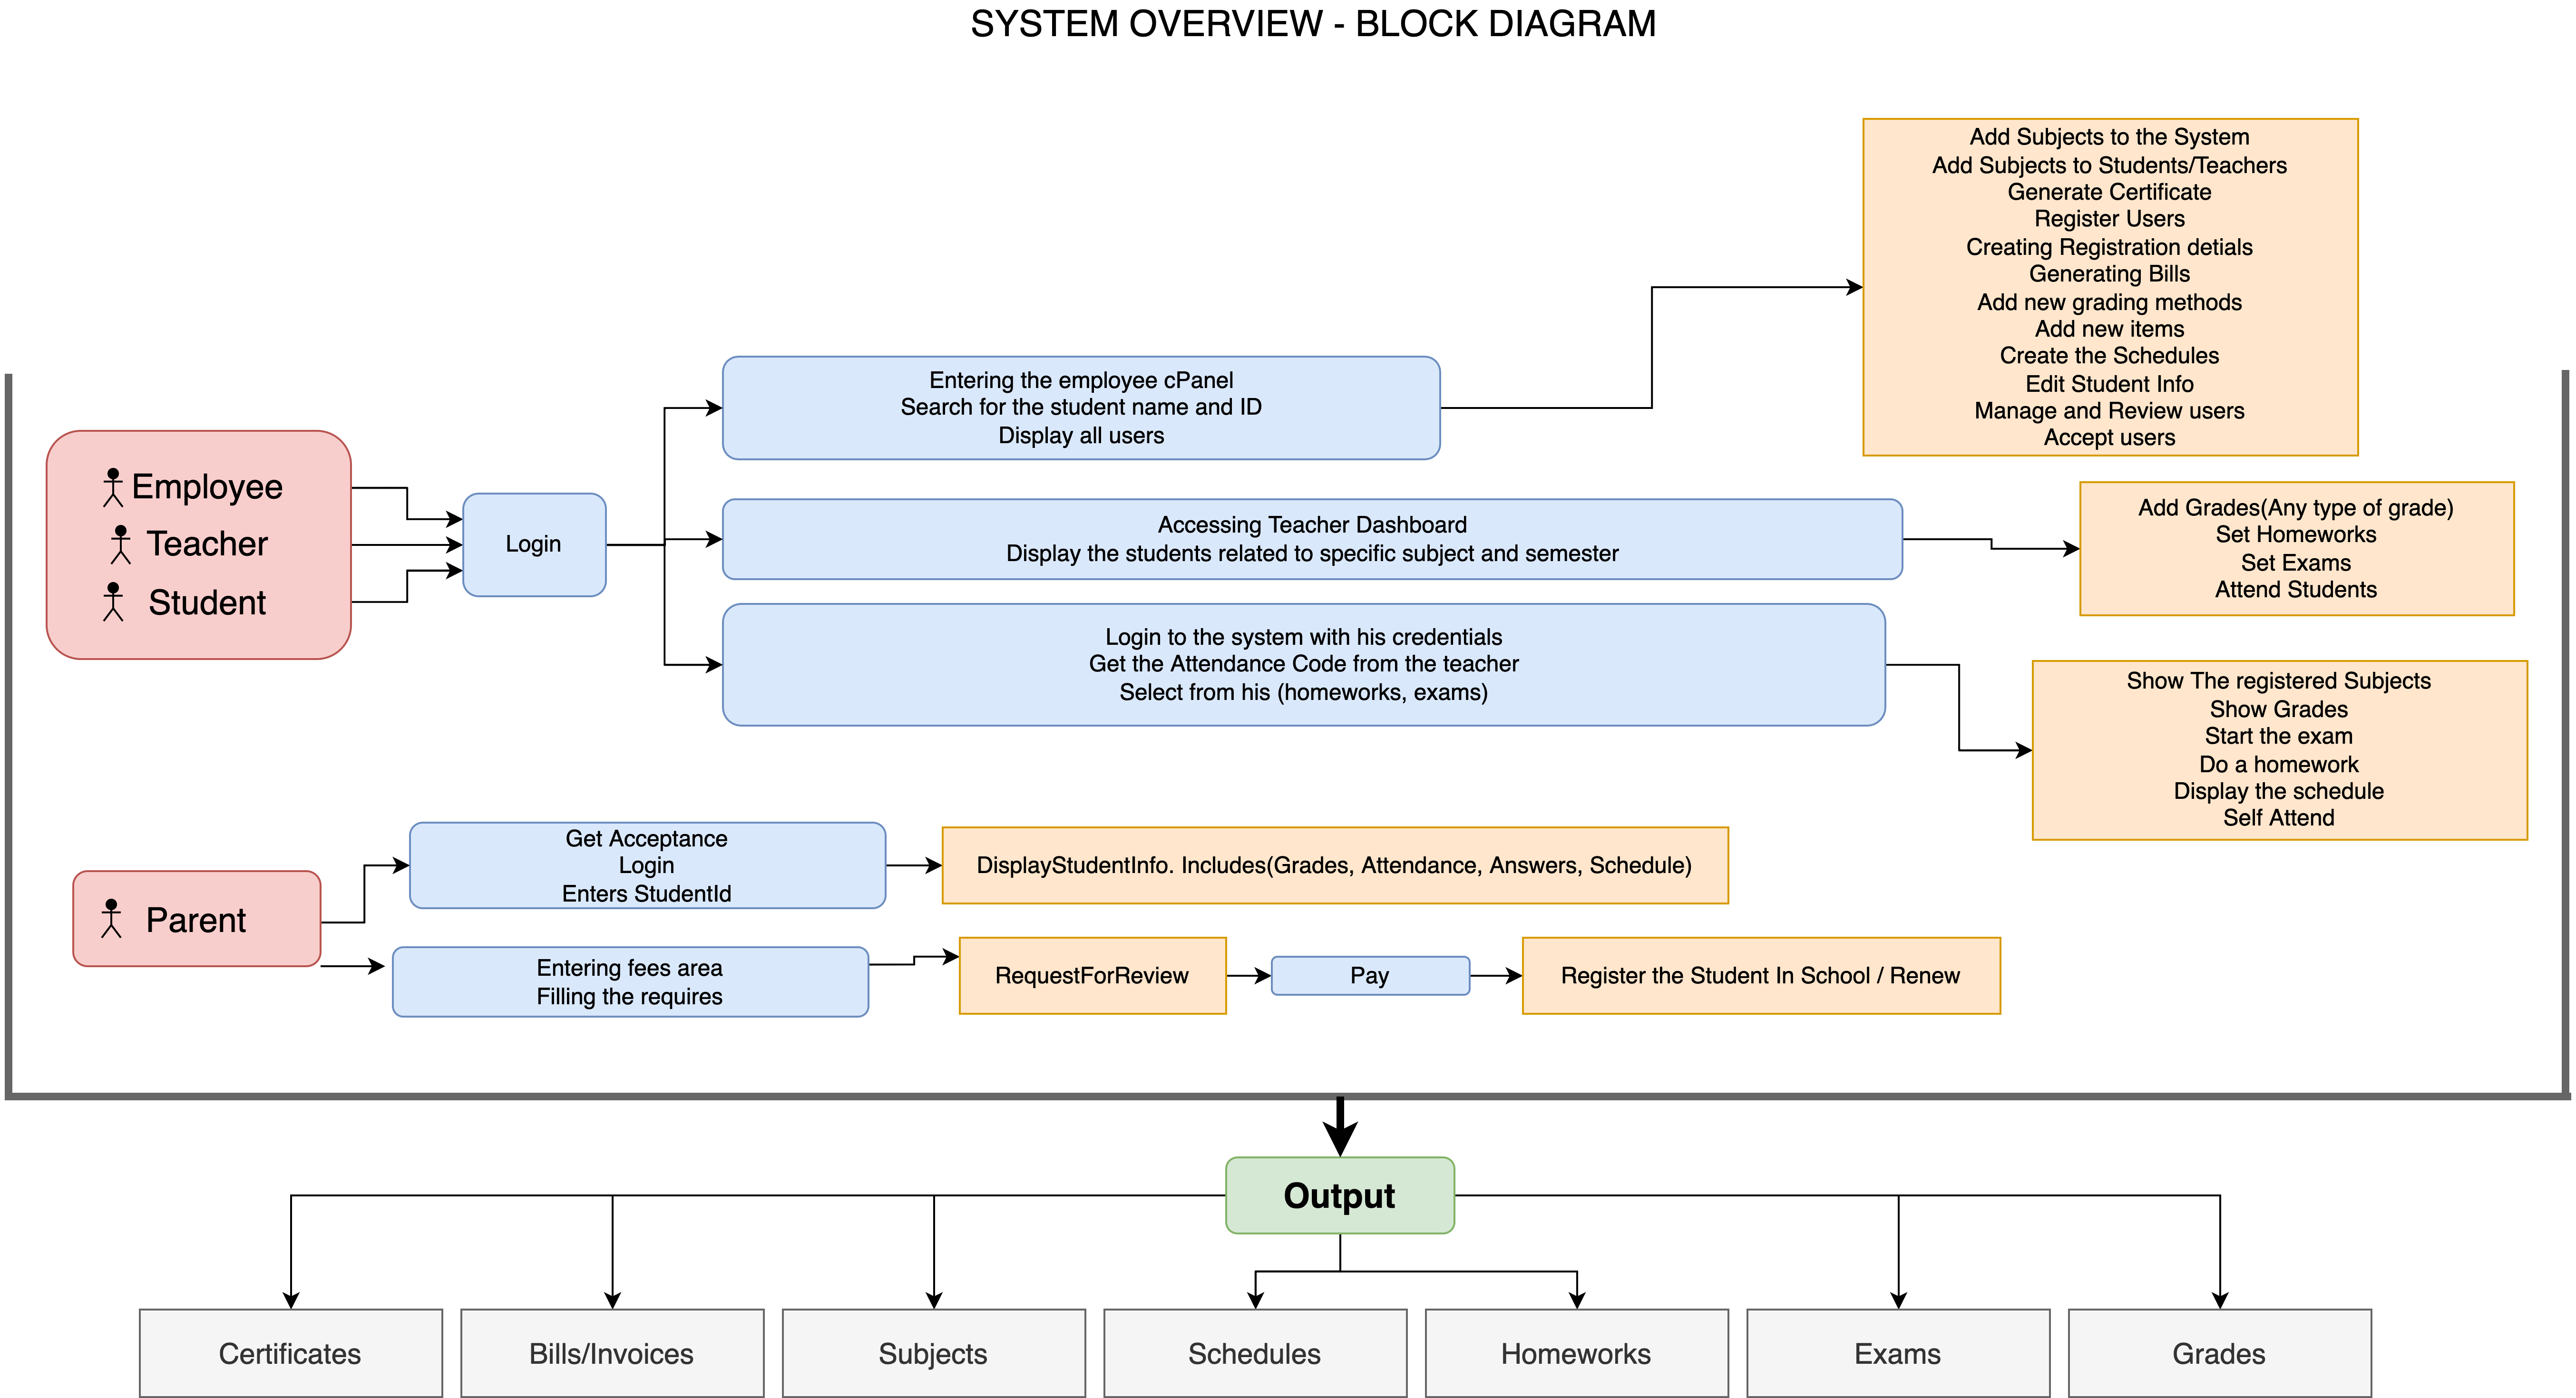 SYSTEM OVERVIEW - BLOCK DIAGRAM
Add Subjects to the System
Add Subjects to Students/Teachers
Generate Certificate
Register Users
Creating Registration detials
Generating Bills
Add new grading methods
Add new items
Create the Schedules
Edit Student Info
Manage and Review users
Accept users
Entering the employee cPanel
Search for the student name and ID
Display all users
Employee
Teacher
Student
Login
Accessing Teacher Dashboard
Display the students related to specific subject and semester
Add Grades(Any type of grade)
Set Homeworks
Set Exams
Attend Students
Login to the system with his credentials
Get the Attendance Code from the teacher
Select from his (homeworks, exams)
Show The registered Subjects
Show Grades
Start the exam
Do a homework
Display the schedule
Self Attend
Parent
Get Acceptance
Login
Enters StudentId
DisplayStudentInfo. Includes(Grades, Attendance, Answers, Schedule)
Entering fees area
Filling the requires
RequestForReview
Pay
Register the Student In School / Renew
Output
Certificates
Bills/Invoices
Subjects
Schedules
Homeworks
Exams
Grades